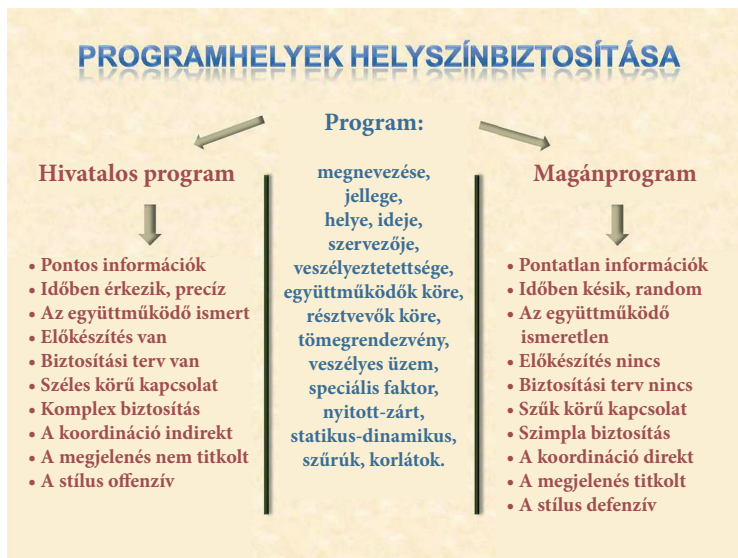 PROGRAMHELYEK HELYSZÍNBIZTOSÍTÁSA
Program:
Hivatalos program
• Pontos információk
• Időben érkezik, precíz
• Az együttműködő ismert
• Előkészítés van
• Biztosítási terv van
• Széles körű kapcsolat
• Komplex biztosítás
• A koordináció indirekt
• A megjelenés nem titkolt
• A stílus offenzív
megnevezése,
jellege,
helye, ideje,
szervezője,
veszélyeztetettsége,
együttműködők köre,
résztvevők köre,
tömegrendezvény,
veszélyes üzem,
speciális faktor,
nyitott-zárt,
statikus-dinamikus,
szűrúk, korlátok.
Magánprogram
• Pontatlan információk
• Időben késik, random
• Az együttműködő
ismeretlen
• Előkészítés nincs
• Biztosítási terv nincs
• Szűk körű kapcsolat
• Szimpla biztosítás
• A koordináció direkt
• A megjelenés titkolt
• A stílus defenzív